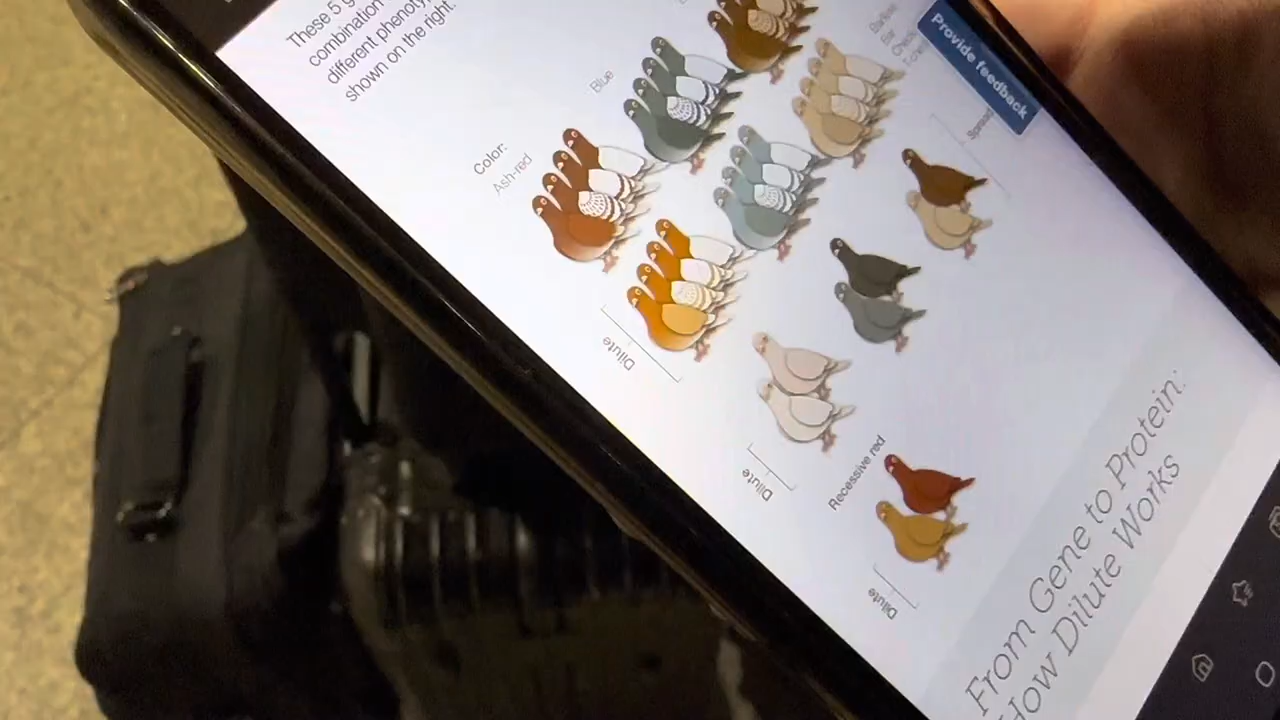 These 5 g
combination
different phenoty
shown on the right.
Color:
Ash-red
Blue
Provide feedback
Spread
Dilute
Dilute
Recessive red
Dilute
From Gene to Protein:
How Dilute Works